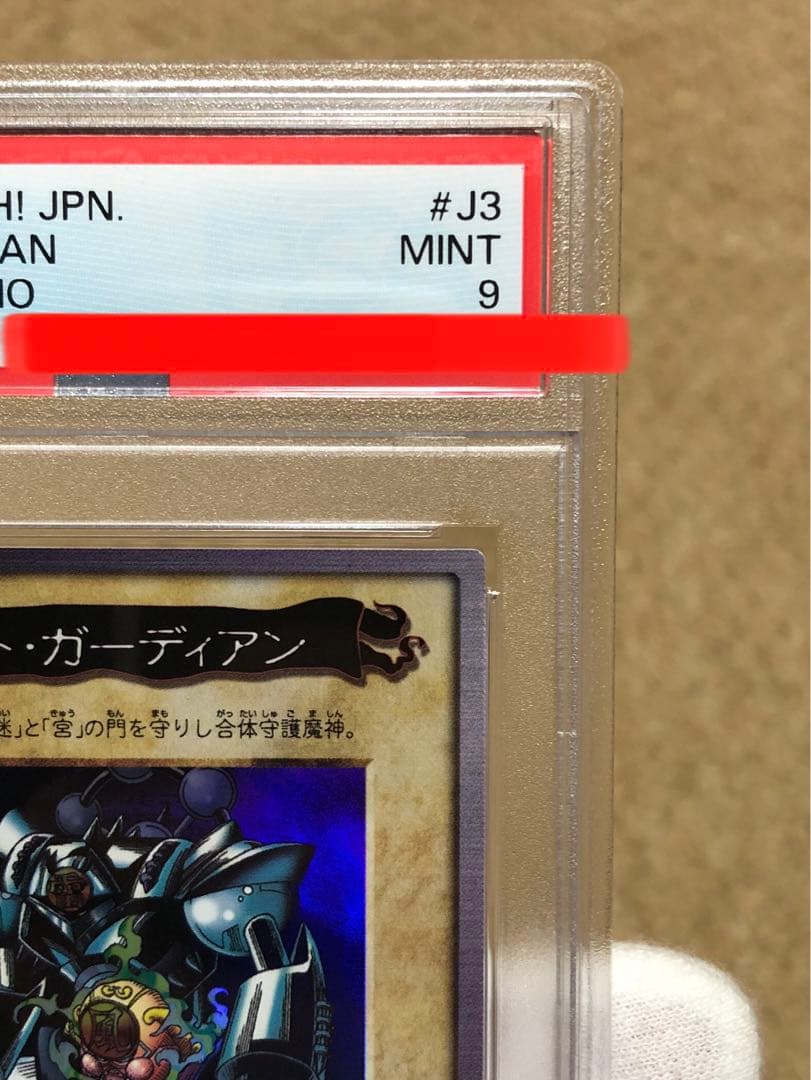 H! JPN. #J3
AN MINT
IO 9
ト・ガーディアン
迷」と「宮」の門を守りし合体守護魔神。
嵐